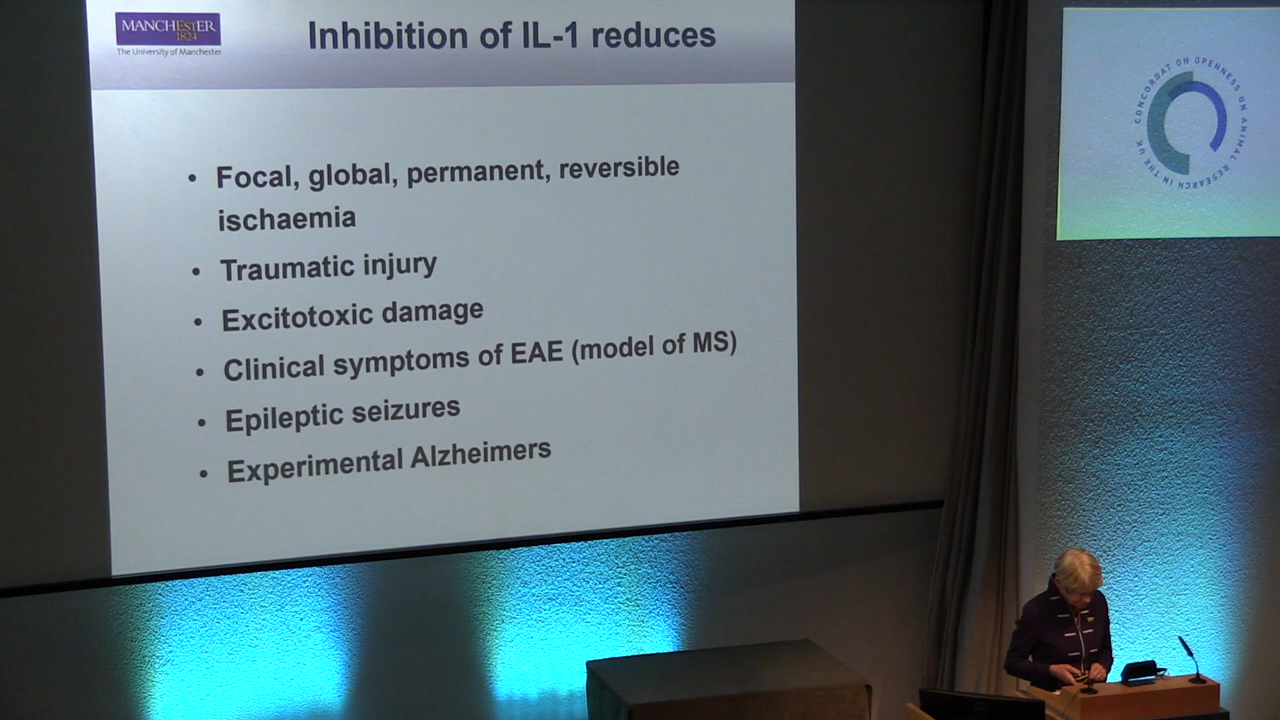 MANCHESTER
1824
The University of Manchester
Inhibition of IL-1 reduces
• Focal, global, permanent, reversible
ischaemia
• Traumatic injury
• Excitotoxic damage
• Clinical symptoms of EAE (model of MS)
• Epileptic seizures
• Experimental Alzheimers
CONCORDAT ON OPENNESS ON ANIMAL RESEARCH IN THE UK